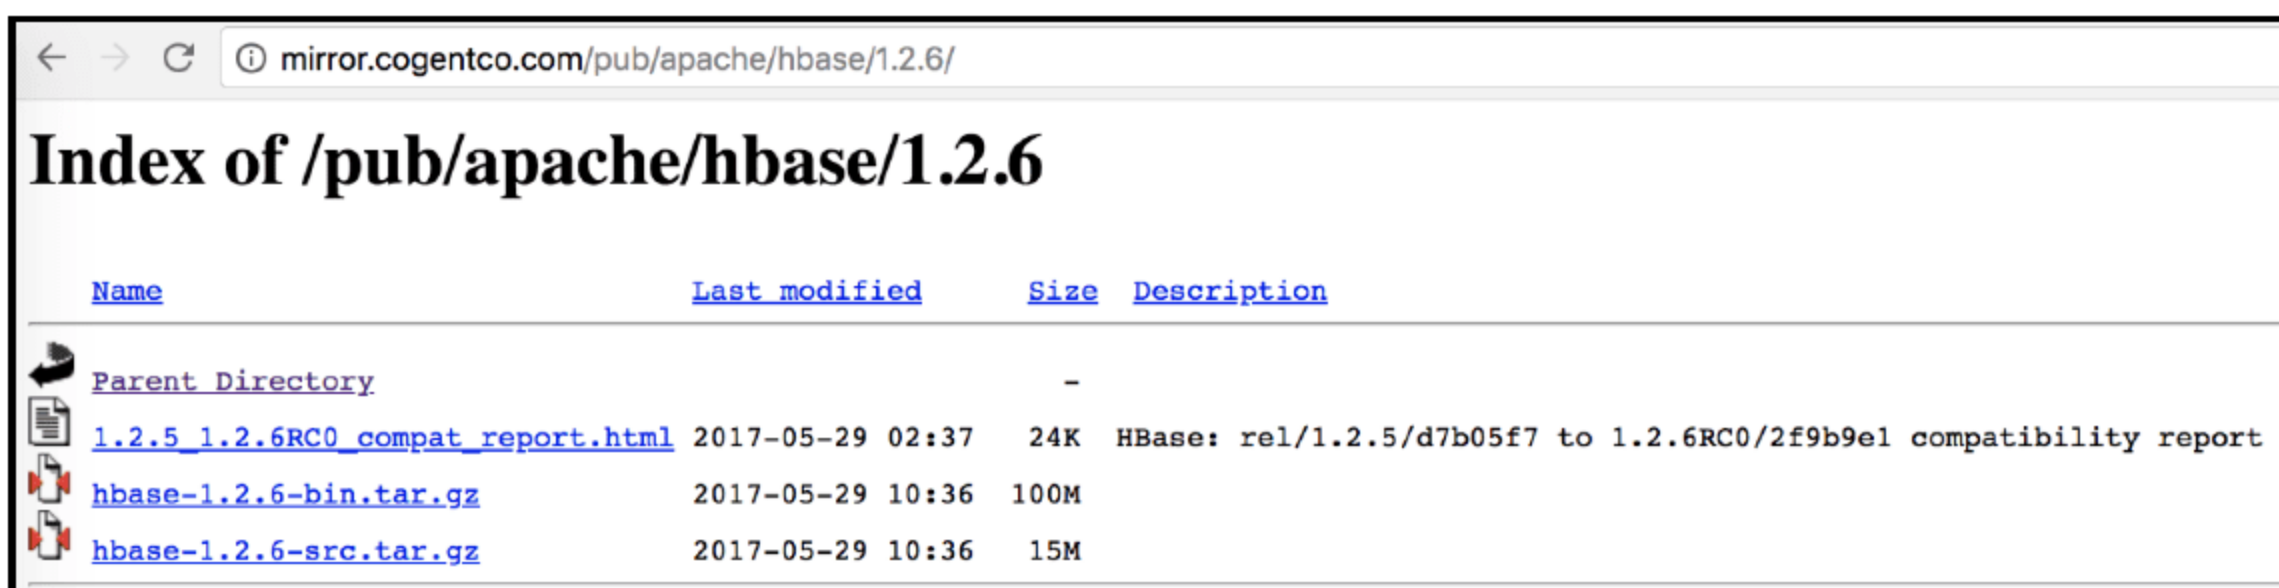 mirror.cogentco.com/pub/apache/hbase/1.2.6/
Index of /pub/apache/hbase/1.2.6
Name Last modified Size Description
Parent Directory -
1.2.5_1.2.6RC0_compat_report.html 2017-05-29 02:37 24K HBase: rel/1.2.5/d7b05f7 to 1.2.6RC0/2f9b9e1 compatibility report
hbase-1.2.6-bin.tar.gz 2017-05-29 10:36 100M
hbase-1.2.6-src.tar.gz 2017-05-29 10:36 15M